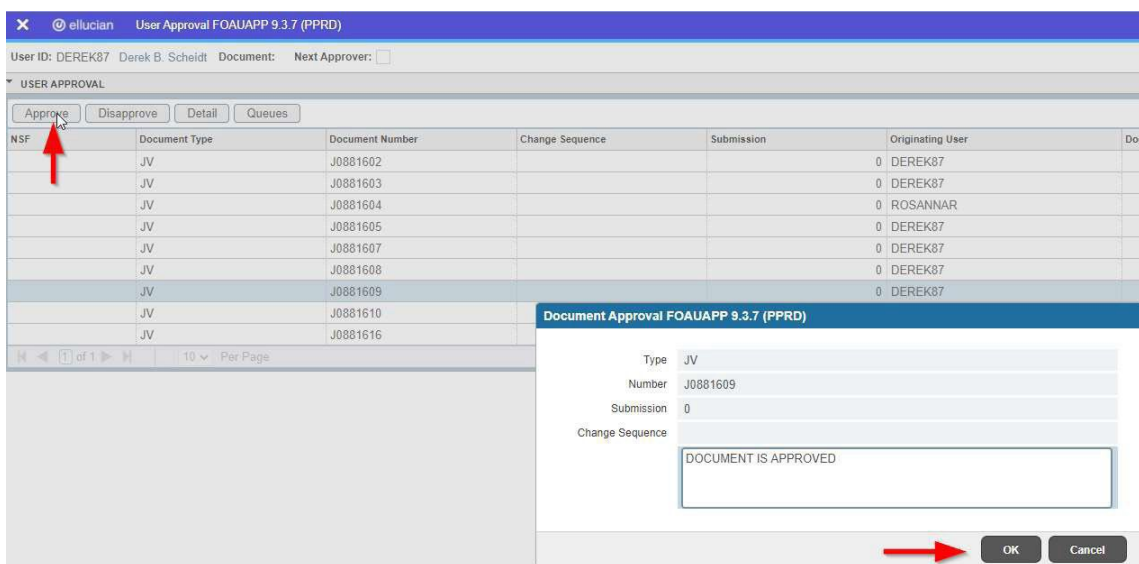 ✕ ellucian User Approval FOAUAPP 9.3.7 (PPRD)
User ID: DEREK87 Derek B. Scheidt Document: Next Approver:
USER APPROVAL
Approve Disapprove Detail Queues
NSF Document Type Document Number Change Sequence Submission Originating User Do
JV J0881602 0 DEREK87
JV J0881603 0 DEREK87
JV J0881604 0 ROSANNAR
JV J0881605 0 DEREK87
JV J0881607 0 DEREK87
JV J0881608 0 DEREK87
JV J0881609 0 DEREK87
JV J0881610
JV J0881616
1 of 1 10 Per Page
Document Approval FOAUAPP 9.3.7 (PPRD)
Type JV
Number J0881609
Submission 0
Change Sequence
DOCUMENT IS APPROVED
OK Cancel